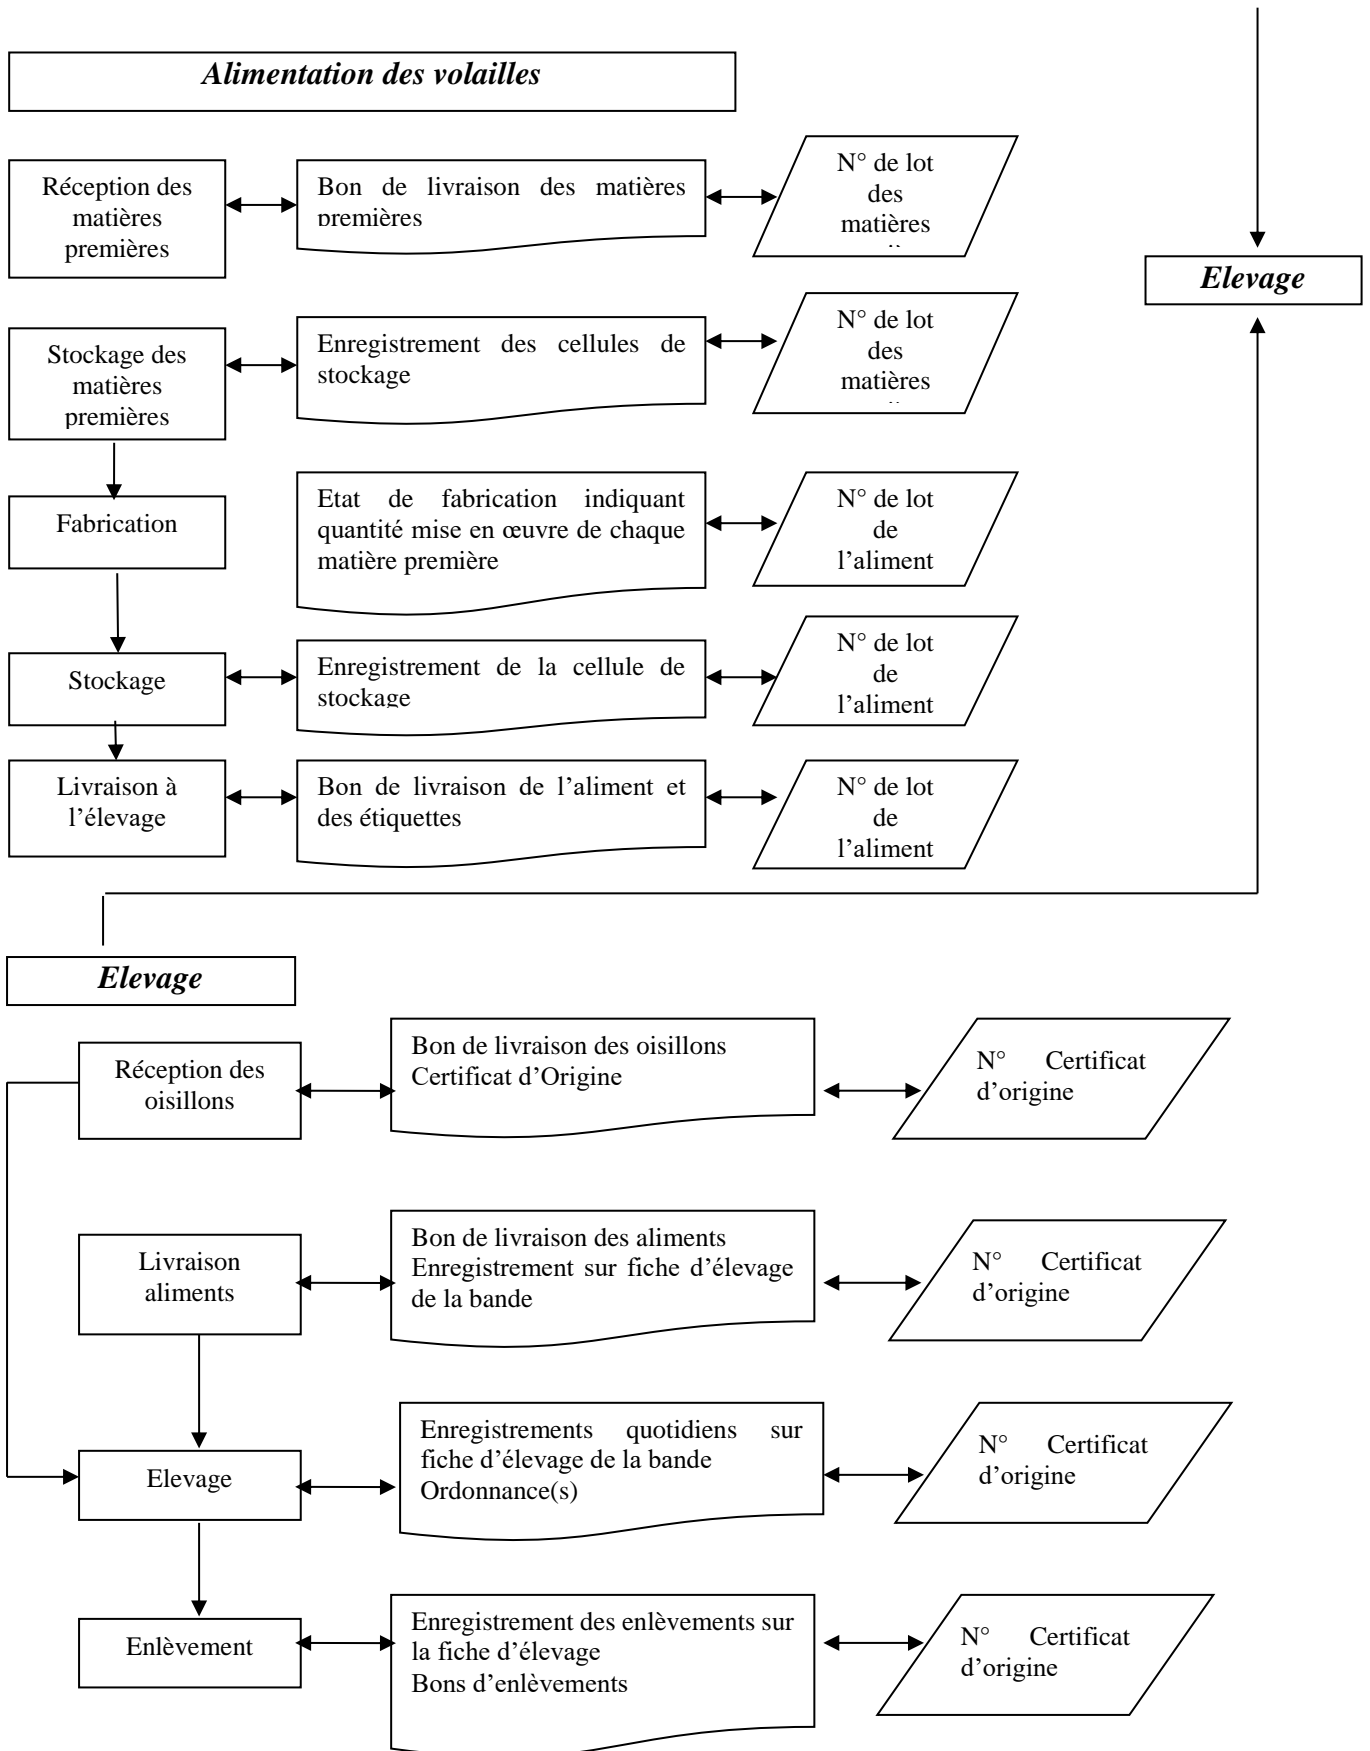 Alimentation des volailles
Réception des
matières
premières
Bon de livraison des matières
premières
N° de lot
des
matières
Elevage
Stockage des
matières
premières
Enregistrement des cellules de
stockage
N° de lot
des
matières
Fabrication
Etat de fabrication indiquant
quantité mise en œuvre de chaque
matière première
N° de lot
de
l’aliment
Stockage
Enregistrement de la cellule de
stockage
N° de lot
de
l’aliment
Livraison à
l’élevage
Bon de livraison de l’aliment et
des étiquettes
N° de lot
de
l’aliment
Elevage
Réception des
oisillons
Bon de livraison des oisillons
Certificat d’Origine
N° Certificat
d’origine
Livraison
aliments
Bon de livraison des aliments
Enregistrement sur fiche d’élevage
de la bande
N° Certificat
d’origine
Elevage
Enregistrements quotidiens sur
fiche d’élevage de la bande
Ordonnance(s)
N° Certificat
d’origine
Enlèvement
Enregistrement des enlèvements sur
la fiche d’élevage
Bons d’enlèvements
N° Certificat
d’origine